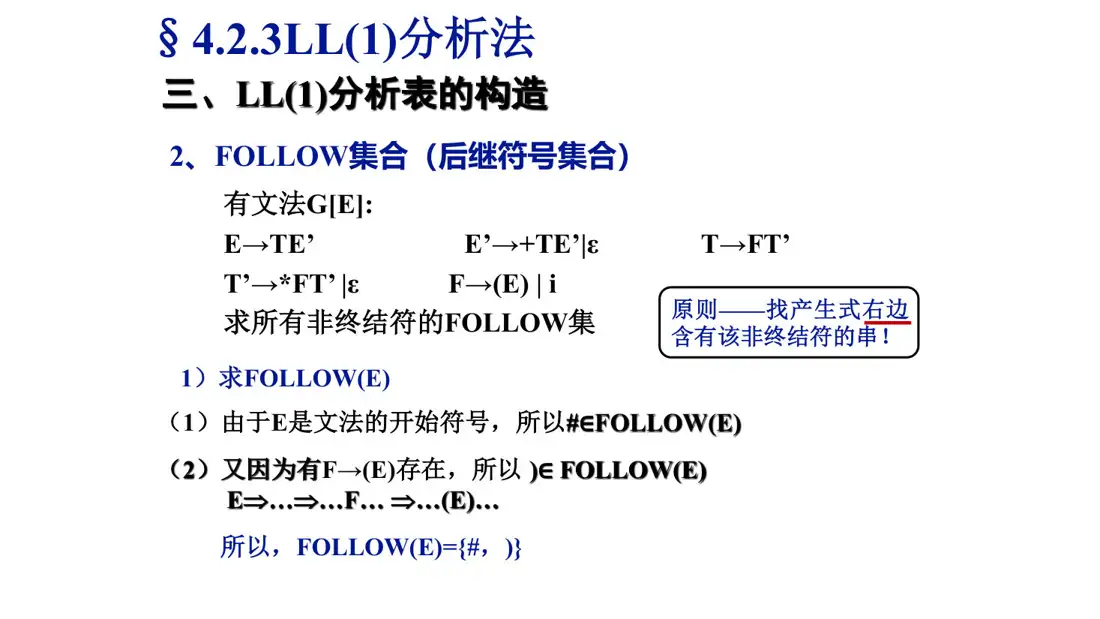 § 4.2.3LL(1)分析法
三、LL(1)分析表的构造
2、FOLLOW集合（后继符号集合）
有文法G[E]:
E→TE’ E’→+TE’|ε T→FT’
T’→*FT’ |ε F→(E) | i
求所有非终结符的FOLLOW集
原则——找产生式右边
含有该非终结符的串！
1）求FOLLOW(E)
（1）由于E是文法的开始符号，所以#∈FOLLOW(E)
（2）又因为有F→(E)存在，所以 )∈ FOLLOW(E)
E⇒…⇒…F… ⇒…(E)…
所以，FOLLOW(E)={#，)}